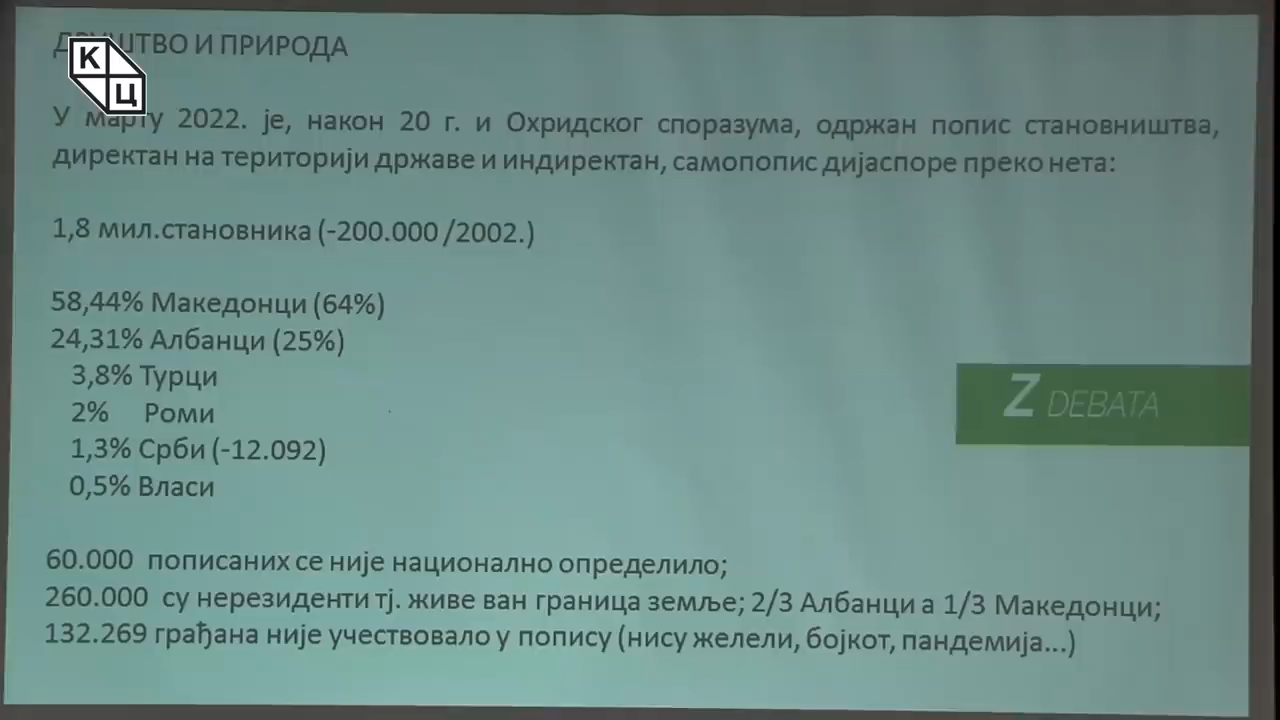 ДРУШТВО И ПРИРОДА
КЦ
У марту 2022. је, након 20 г. и Охридског споразума, одржан попис становништва,
директан на територији државе и индиректан, самопопис дијаспоре преко нета:
1,8 мил.становника (-200.000 /2002.)
58,44% Македонци (64%)
24,31% Албанци (25%)
3,8% Турци
Z DEBATA
2% Роми
1,3% Срби (-12.092)
0,5% Власи
60.000 пописаних се није национално определило;
260.000 су нерезиденти тј. живе ван граница земље; 2/3 Албанци а 1/3 Македонци;
132.269 грађана није учествовало у попису (нису желели, бојкот, пандемија...)